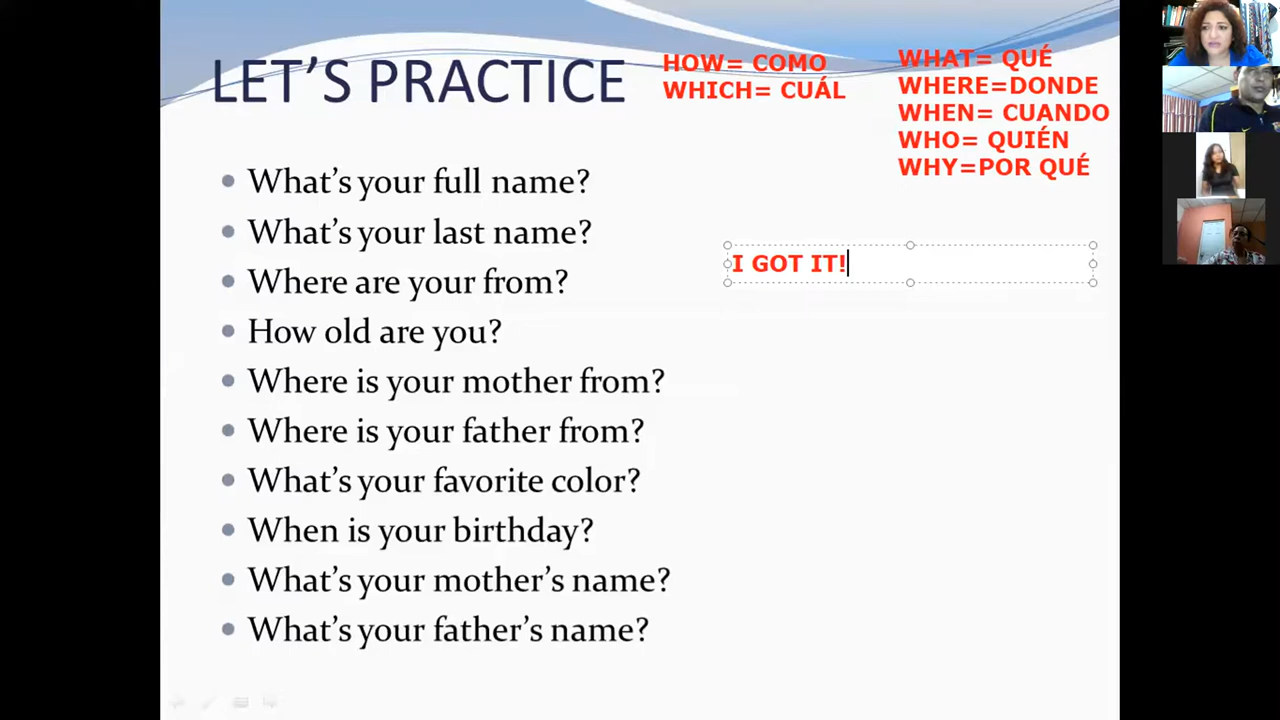 LET'S PRACTICE
HOW= COMO
WHICH= CUÁL
WHAT= QUÉ
WHERE=DONDE
WHEN= CUANDO
WHO= QUIÉN
WHY=POR QUÉ
What's your full name?
What's your last name?
Where are your from?
How old are you?
Where is your mother from?
Where is your father from?
What's your favorite color?
When is your birthday?
What's your mother's name?
What's your father's name?
I GOT IT!